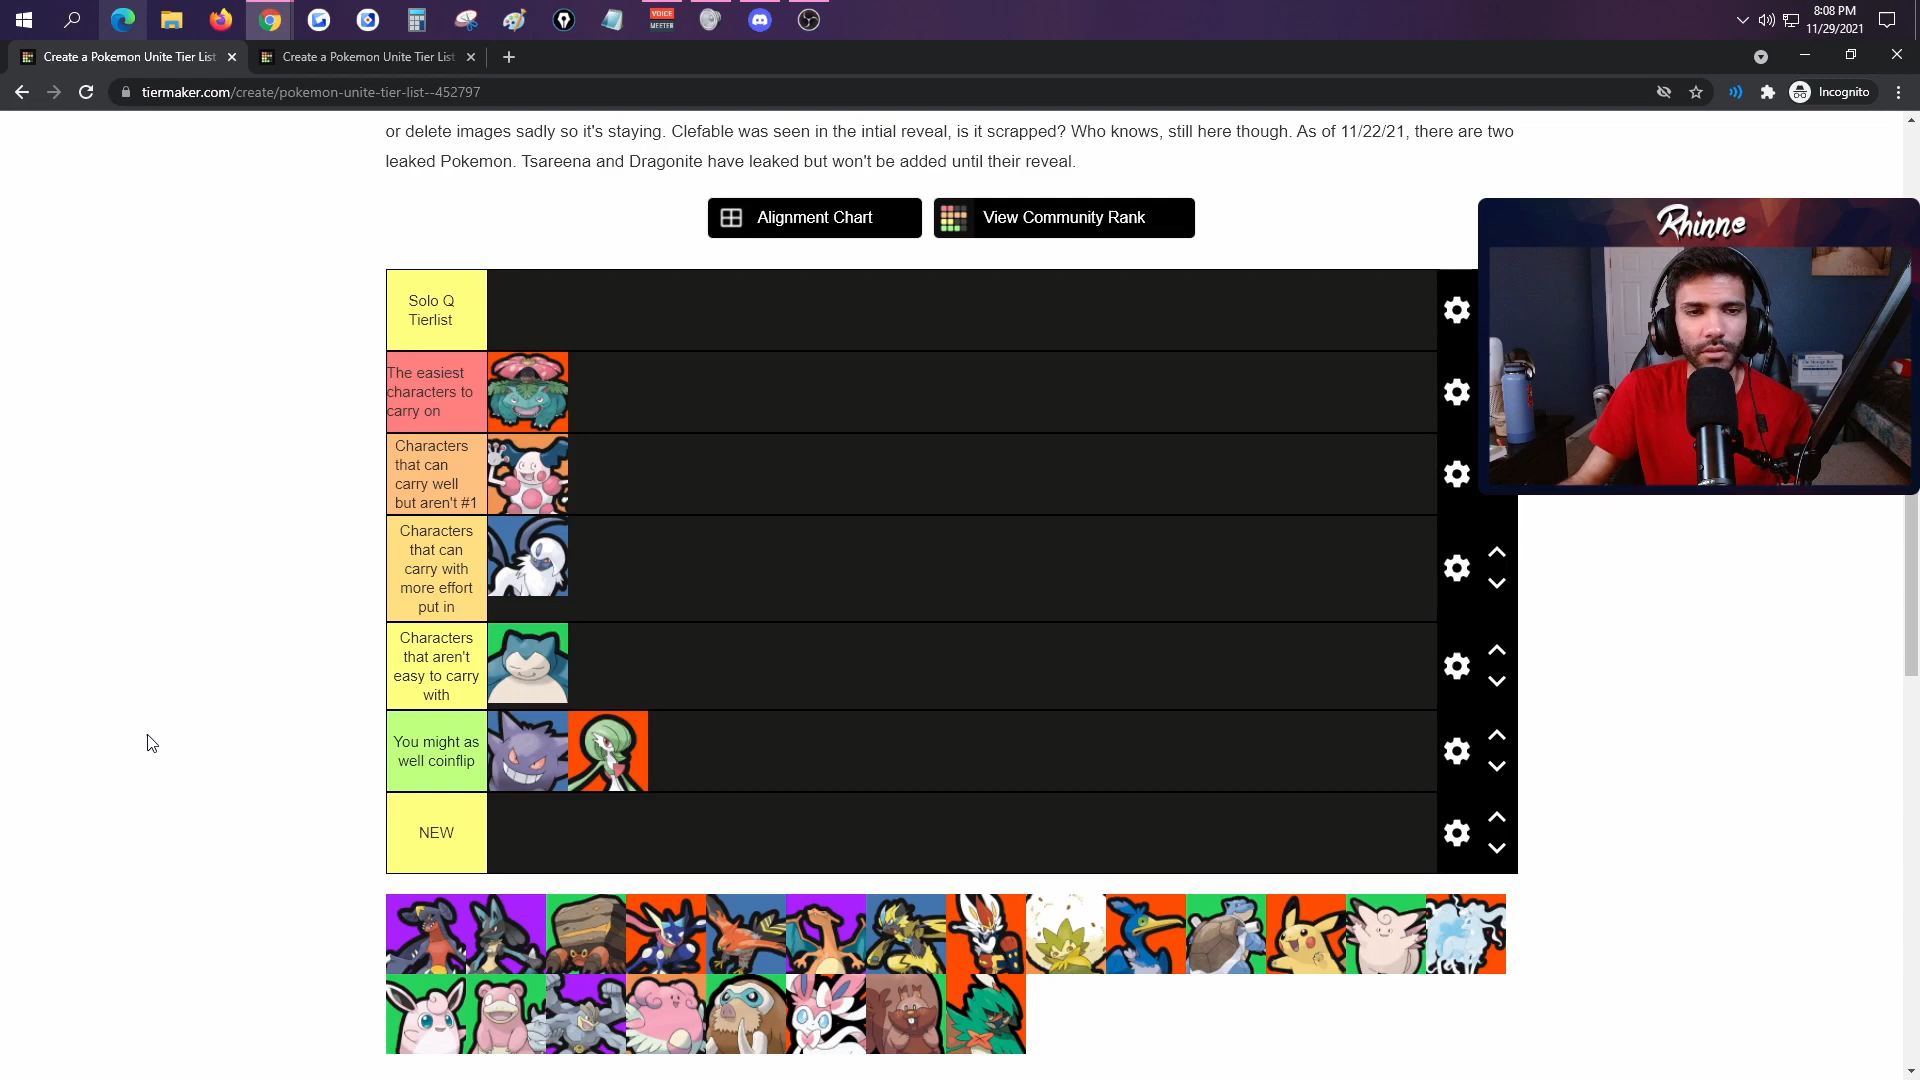 8:08 PM
VOICE
MEETER
11/29/2021
Create a Pokemon Unite Tier List
Create a Pokemon Unite Tier List
tiermaker.com/create/pokemon-unite-tier-list--452797
Incognito
or delete images sadly so it's staying. Clefable was seen in the intial reveal, is it scrapped? Who knows, still here though. As of 11/22/21, there are two
leaked Pokemon. Tsareena and Dragonite have leaked but won't be added until their reveal.
Alignment Chart
View Community Rank
Rhinne
Solo Q
Tierlist
The easiest
characters to
carry on
Characters
that can
carry well
but aren't #1
Characters
that can
carry with
more effort
put in
Characters
that aren't
easy to carry
with
You might as
well coinflip
NEW